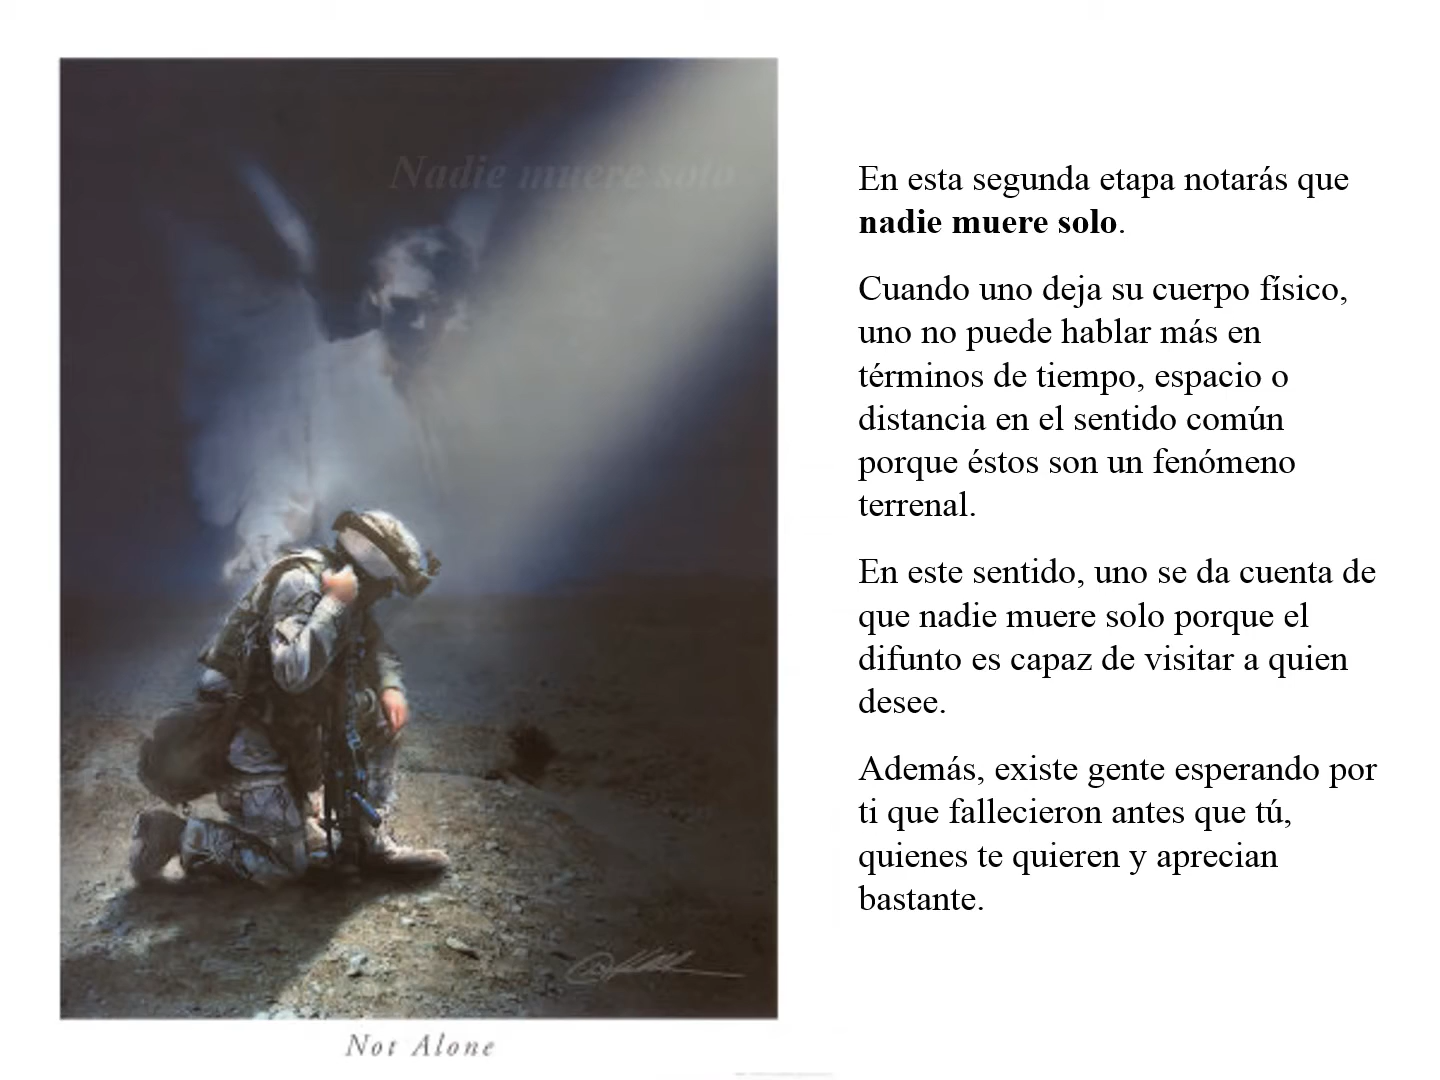 Nadie muere solo
En esta segunda etapa notarás que
nadie muere solo.
Cuando uno deja su cuerpo físico,
uno no puede hablar más en
términos de tiempo, espacio o
distancia en el sentido común
porque éstos son un fenómeno
terrenal.
En este sentido, uno se da cuenta de
que nadie muere solo porque el
difunto es capaz de visitar a quien
desee.
Además, existe gente esperando por
ti que fallecieron antes que tú,
quienes te quieren y aprecian
bastante.
Not Alone